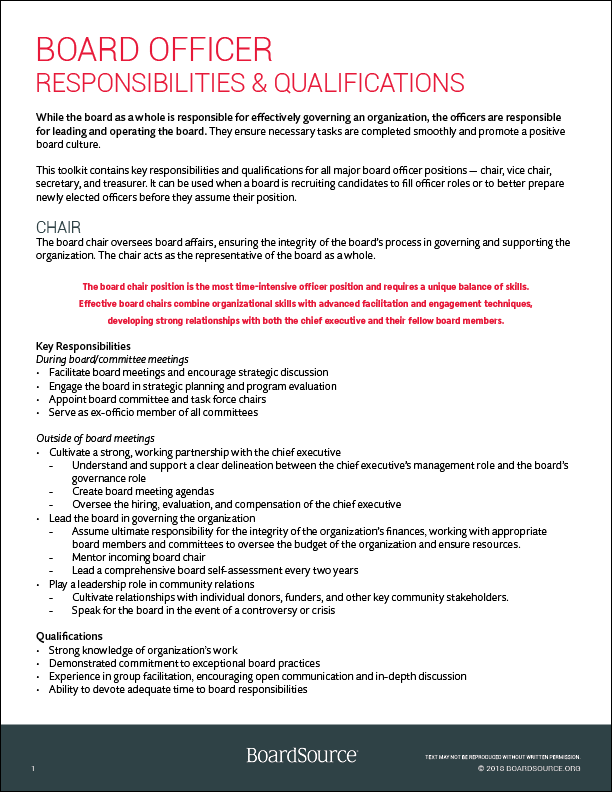 BOARD OFFICER
RESPONSIBILITIES & QUALIFICATIONS
While the board as a whole is responsible for effectively governing an organization, the officers are responsible
for leading and operating the board. They ensure necessary tasks are completed smoothly and promote a positive
board culture.
This toolkit contains key responsibilities and qualifications for all major board officer positions — chair, vice chair,
secretary, and treasurer. It can be used when a board is recruiting candidates to fill officer roles or to better prepare
newly elected officers before they assume their position.
CHAIR
The board chair oversees board affairs, ensuring the integrity of the board's process in governing and supporting the
organization. The chair acts as the representative of the board as a whole.
The board chair position is the most time-intensive officer position and requires a unique balance of skills.
Effective board chairs combine organizational skills with advanced facilitation and engagement techniques,
developing strong relationships with both the chief executive and their fellow board members.
Key Responsibilities
During board/committee meetings
• Facilitate board meetings and encourage strategic discussion
• Engage the board in strategic planning and program evaluation
• Appoint board committee and task force chairs
• Serve as ex-officio member of all committees
Outside of board meetings
• Cultivate a strong, working partnership with the chief executive
– Understand and support a clear delineation between the chief executive's management role and the board's
governance role
– Create board meeting agendas
– Oversee the hiring, evaluation, and compensation of the chief executive
• Lead the board in governing the organization
– Assume ultimate responsibility for the integrity of the organization's finances, working with appropriate
board members and committees to oversee the budget of the organization and ensure resources.
– Mentor incoming board chair
– Lead a comprehensive board self-assessment every two years
• Play a leadership role in community relations
– Cultivate relationships with individual donors, funders, and other key community stakeholders.
– Speak for the board in the event of a controversy or crisis
Qualifications
• Strong knowledge of organization's work
• Demonstrated commitment to exceptional board practices
• Experience in group facilitation, encouraging open communication and in-depth discussion
• Ability to devote adequate time to board responsibilities
BoardSource
TEXT MAY NOT BE REPRODUCED WITHOUT WRITTEN PERMISSION.
1
© 2018 BOARDSOURCE.ORG